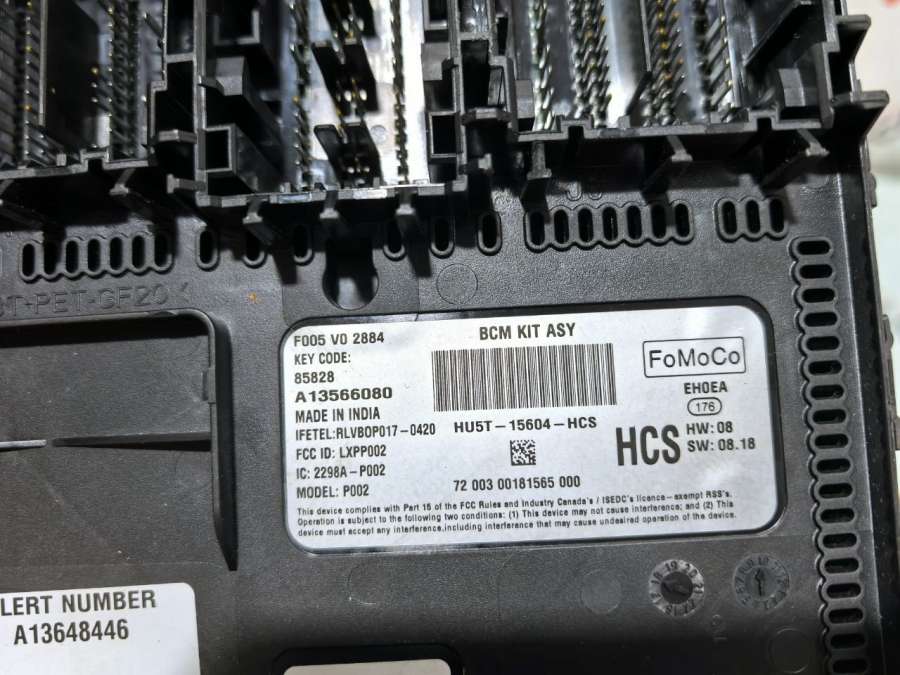 T-PET-GF20
F005 V0 2884
BCM KIT ASY
KEY CODE:
85828
FoMoCo
A13566080
EH0EA
MADE IN INDIA
176
IFETEL:RLVBOP017-0420
HU5T-15604-HCS
HW: 08
FCC ID: LXPP002
HCS
SW: 08.18
IC: 2298A-P002
MODEL: P002
72 003 00181565 000
This device complies with Part 15 of the FCC Rules and Industry Canada's / ISEDC's licence-exempt RSS's.
Operation is subject to the following two conditions: (1) This device may not cause interference; and (2) This
device must accept any interference,including interference that may cause undesired operation of the device.
LERT NUMBER
A13648446